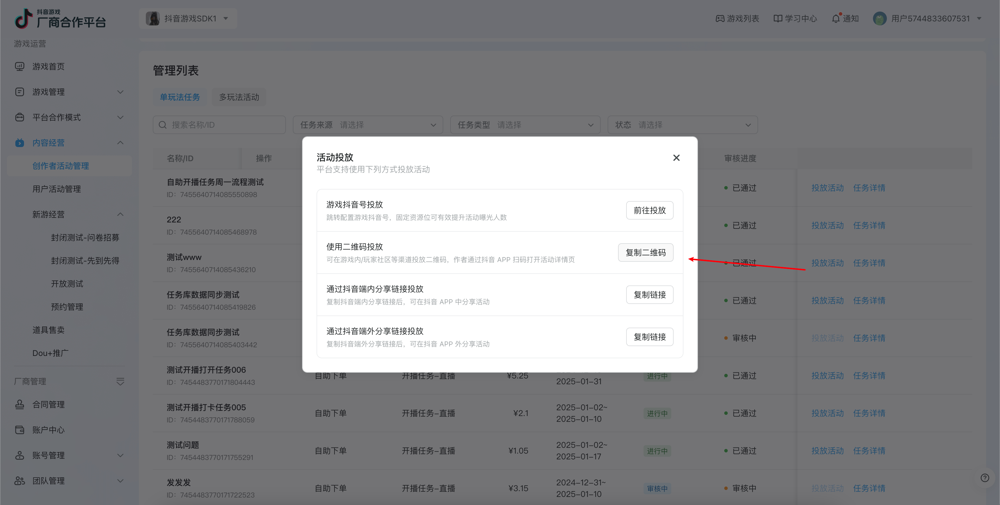 抖音游戏
厂商合作平台
抖音游戏SDK1
游戏列表
学习中心
通知
用户5744833607531
游戏运营
游戏首页
游戏管理
平台合作模式
内容经营
创作者活动管理
用户活动管理
新游经营
封闭测试-问卷招募
封闭测试-先到先得
开放测试
预约管理
道具售卖
Dou+推广
厂商管理
合同管理
账户中心
账号管理
团队管理
管理列表
单玩法任务
多玩法活动
搜索名称/ID
任务来源 请选择
任务类型 请选择
状态 请选择
名称/ID
操作
审核进度
自助开播任务周一流程测试
ID：7455640714085550898
已通过
投放活动
任务详情
222
ID：7455640714085468978
已通过
投放活动
任务详情
测试www
ID：7455640714085436210
已通过
投放活动
任务详情
任务库数据同步测试
ID：7455640714085419826
已通过
投放活动
任务详情
任务库数据同步测试
ID：7455640714085403442
审核中
投放活动
任务详情
测试开播打开任务006
ID：7454483770171804443
自助下单
开播任务-直播
¥5.25
2025-01-31
进行中
已通过
投放活动
任务详情
测试开播打卡任务005
ID：7454483770171788059
自助下单
开播任务-直播
¥2.1
2025-01-02~
2025-01-10
进行中
已通过
投放活动
任务详情
测试问题
ID：7454483770171755291
自助下单
开播任务-直播
¥1.05
2025-01-02~
2025-01-17
进行中
已通过
投放活动
任务详情
发发发
ID：7454483770171722523
自助下单
开播任务-直播
¥3.15
2024-12-31~
2025-01-10
审核中
审核中
投放活动
任务详情
活动投放
平台支持使用下列方式投放活动
游戏抖音号投放
跳转配置游戏抖音号，固定资源位可有效提升活动曝光人数
前往投放
使用二维码投放
可在游戏内/玩家社区等渠道投放二维码，作者通过抖音 APP 扫码打开活动详情页
复制二维码
通过抖音端内分享链接投放
复制抖音端内分享链接后，可在抖音 APP 中分享活动
复制链接
通过抖音端外分享链接投放
复制抖音端外分享链接后，可在抖音 APP 外分享活动
复制链接